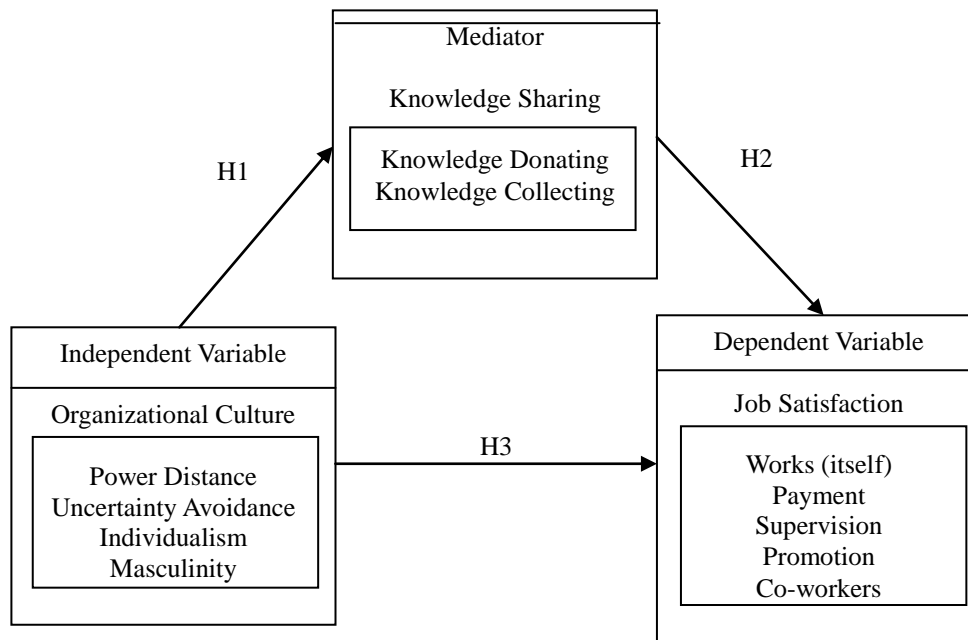 Mediator
Knowledge Sharing
Knowledge Donating
Knowledge Collecting
H1
H2
Independent Variable
Organizational Culture
Power Distance
Uncertainty Avoidance
Individualism
Masculinity
H3
Dependent Variable
Job Satisfaction
Works (itself)
Payment
Supervision
Promotion
Co-workers